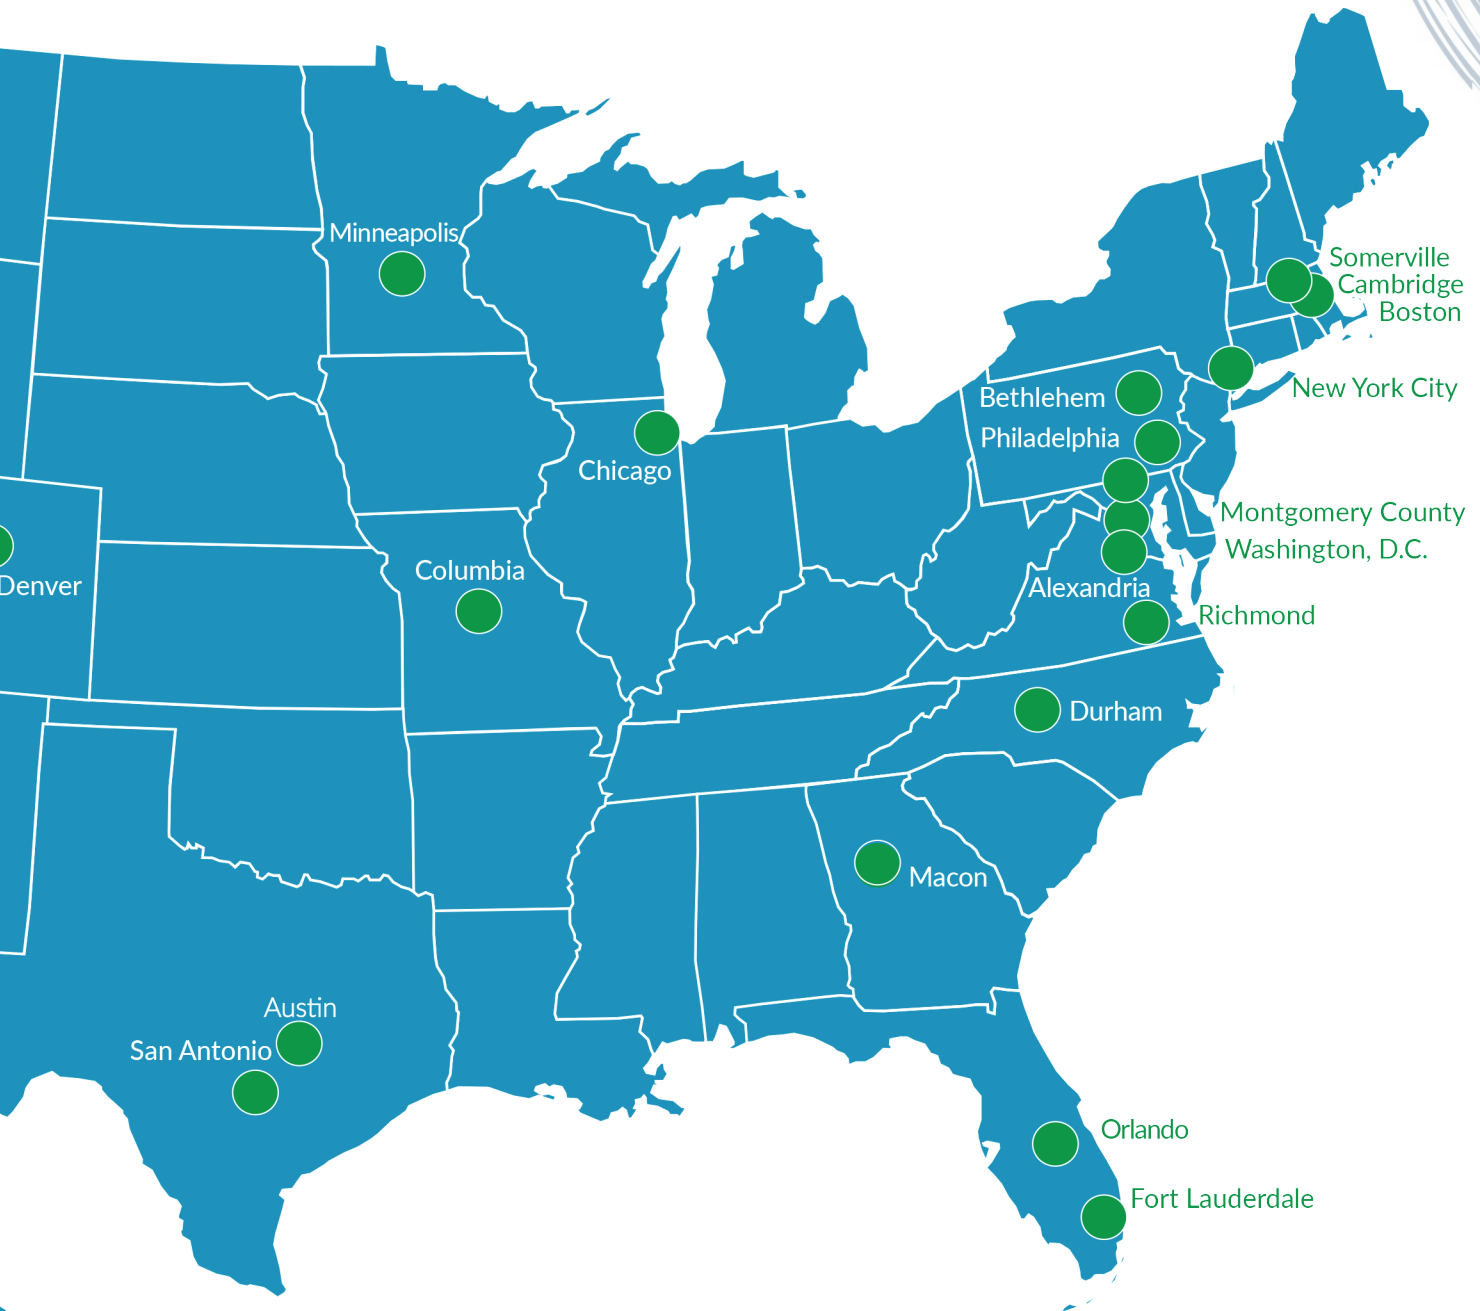 Minneapolis
Somerville
Cambridge
Boston
New York City
Bethlehem
Philadelphia
Chicago
Montgomery County
Washington, D.C.
Columbia
Denver
Alexandria
Richmond
Durham
Macon
Austin
San Antonio
Orlando
Fort Lauderdale